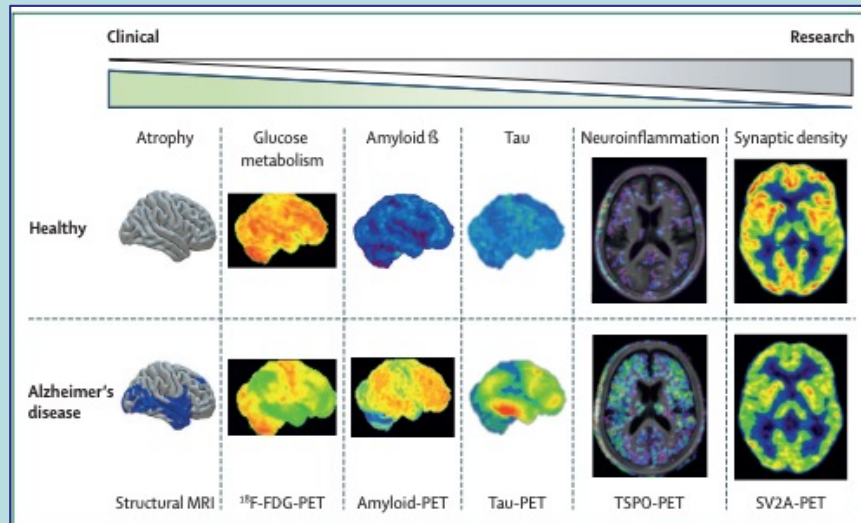 Clinical Research
Atrophy Glucose Amyloid ß Tau Neuroinflammation Synaptic density
metabolism
Healthy
Alzheimer's
disease
Structural MRI ¹⁸F-FDG-PET Amyloid-PET Tau-PET TSPO-PET SV2A-PET